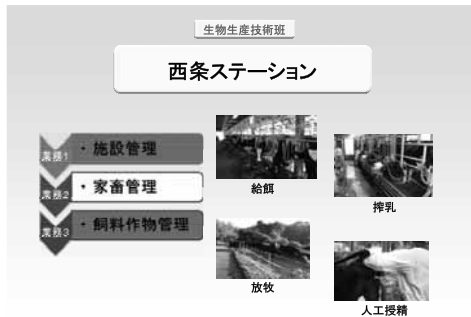 生物生産技術班
西条ステーション
業務1
・施設管理
業務2
・家畜管理
業務3
・飼料作物管理
給餌
搾乳
放牧
人工授精